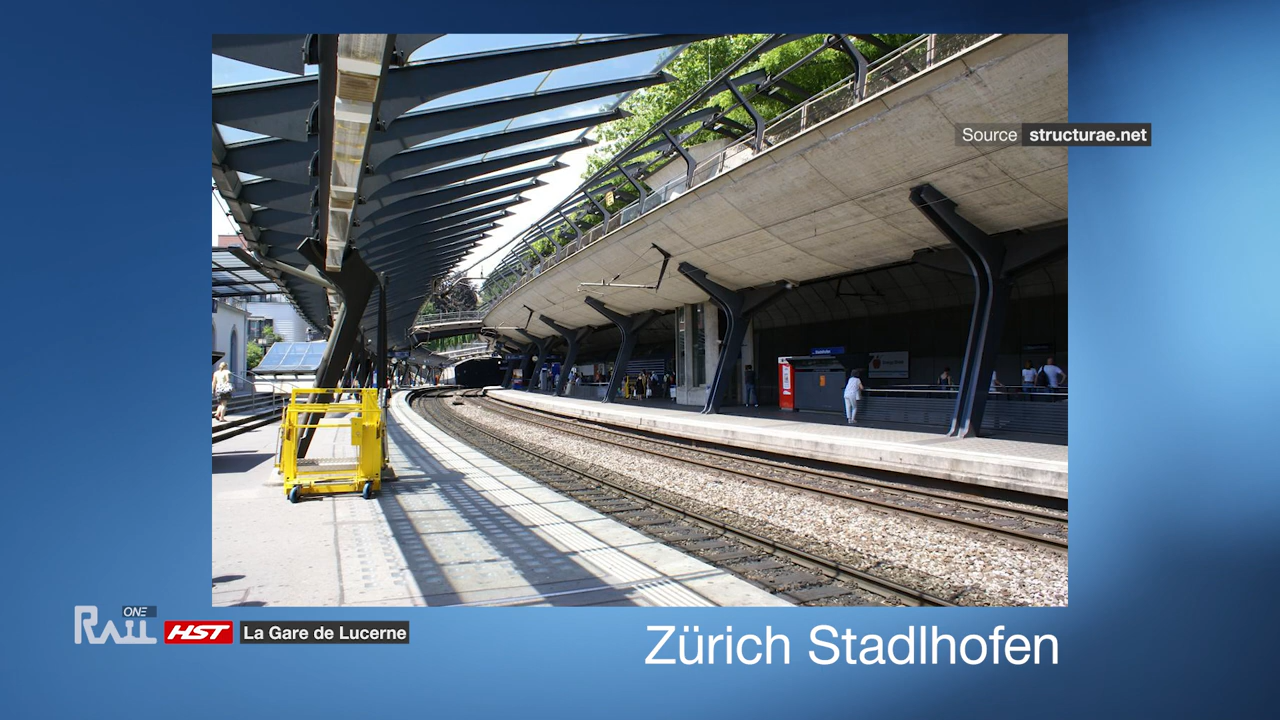 Source structurae.net
ONE
RAIL
HST La Gare de Lucerne
Zürich Stadlhofen